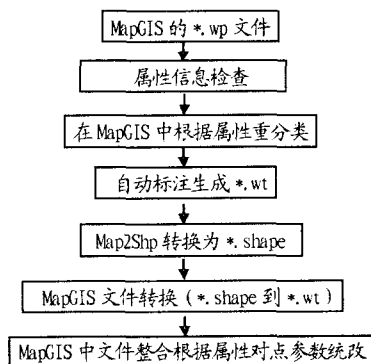 MapGIS 的 *.wp 文件
属性信息检查
在 MapGIS 中根据属性重分类
自动标注生成 *.wt
Map2Shp 转换为 *.shape
MapGIS 文件转换（*.shape 到 *.wt）
MapGIS 中文件整合根据属性对点参数统改